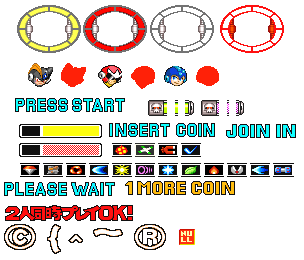 PRESS START
INSERT COIN JOIN IN
PLEASE WAIT 1 MORE COIN
2人同時プレイOK!
© ( ^ ~ ® NULL